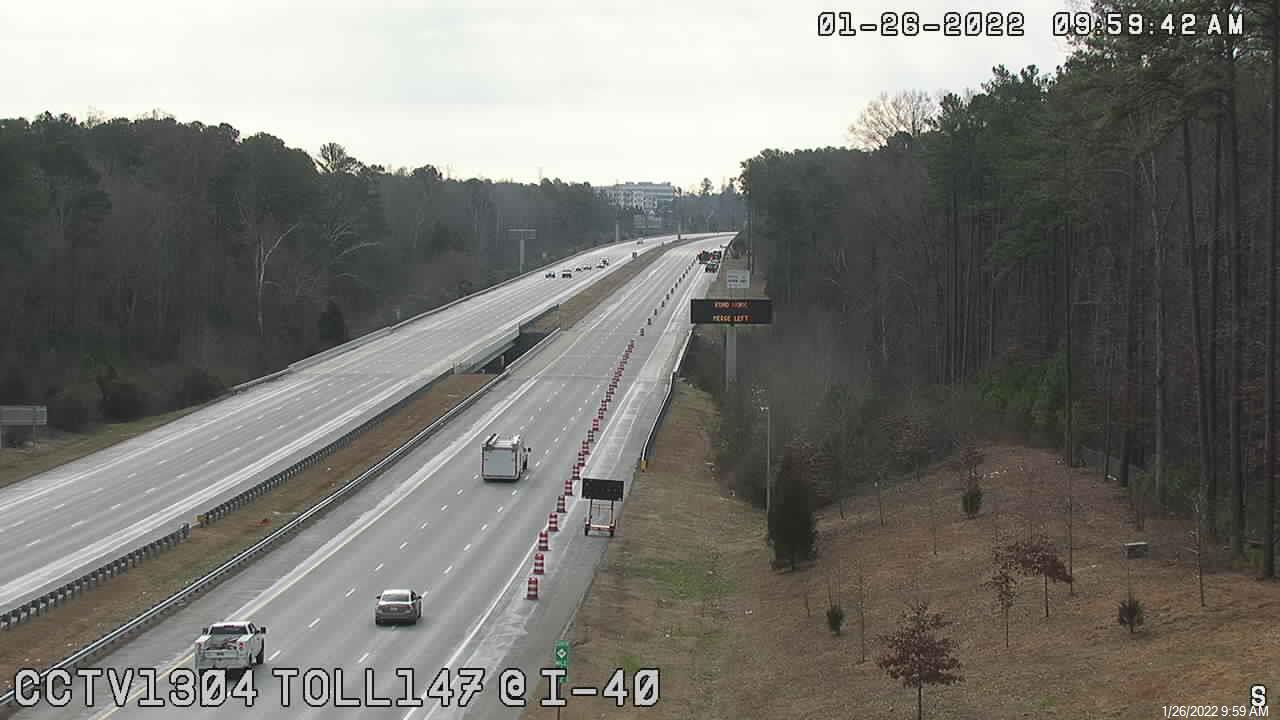 01-26-2022 09:59:42 AM
ROAD WORK
MERGE LEFT
CCTV1304 TOLL147 @ I-40
S
1/26/2022 9:59 AM